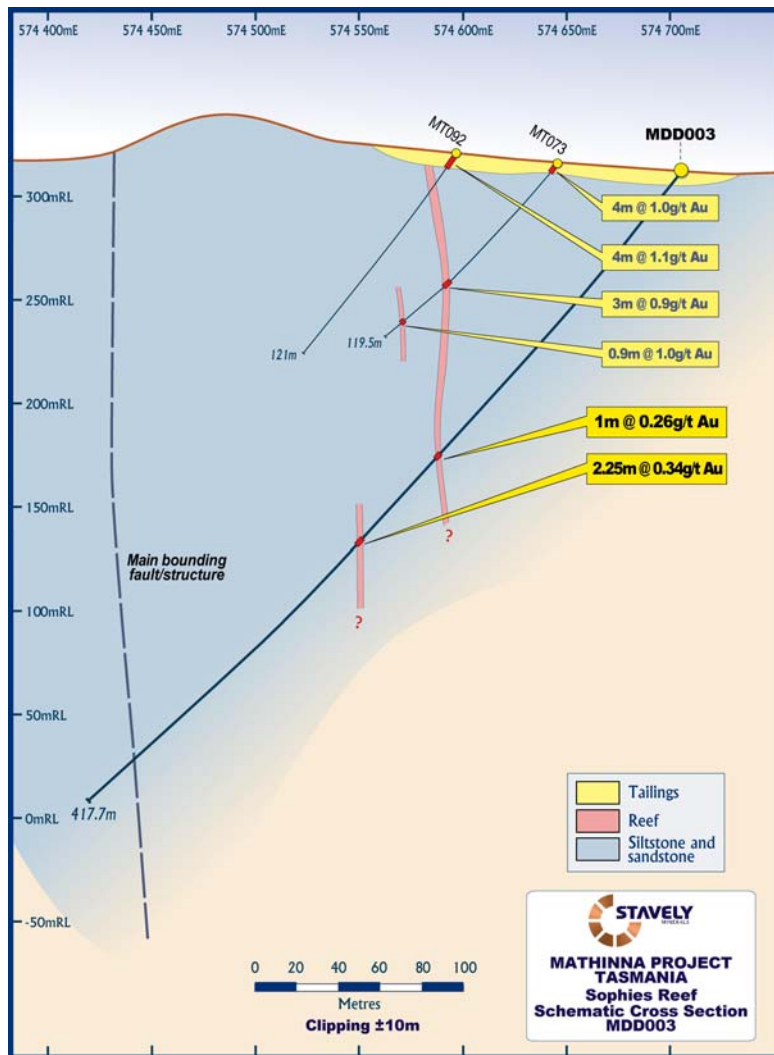 574 400mE 574 450mE 574 500mE 574 550mE 574 600mE 574 650mE 574 700mE
MT092
MT073
MDD003
300mRL
4m @ 1.0g/t Au
4m @ 1.1g/t Au
250mRL
3m @ 0.9g/t Au
121m
119.5m
0.9m @ 1.0g/t Au
200mRL
1m @ 0.26g/t Au
2.25m @ 0.34g/t Au
150mRL
?
Main bounding
fault/structure
100mRL
?
50mRL
417.7m
0mRL
Tailings
Reef
Siltstone and
sandstone
-50mRL
STAVELY
MINERALS
0 20 40 60 80 100
Metres
Clipping ±10m
MATHINNA PROJECT
TASMANIA
Sophies Reef
Schematic Cross Section
MDD003